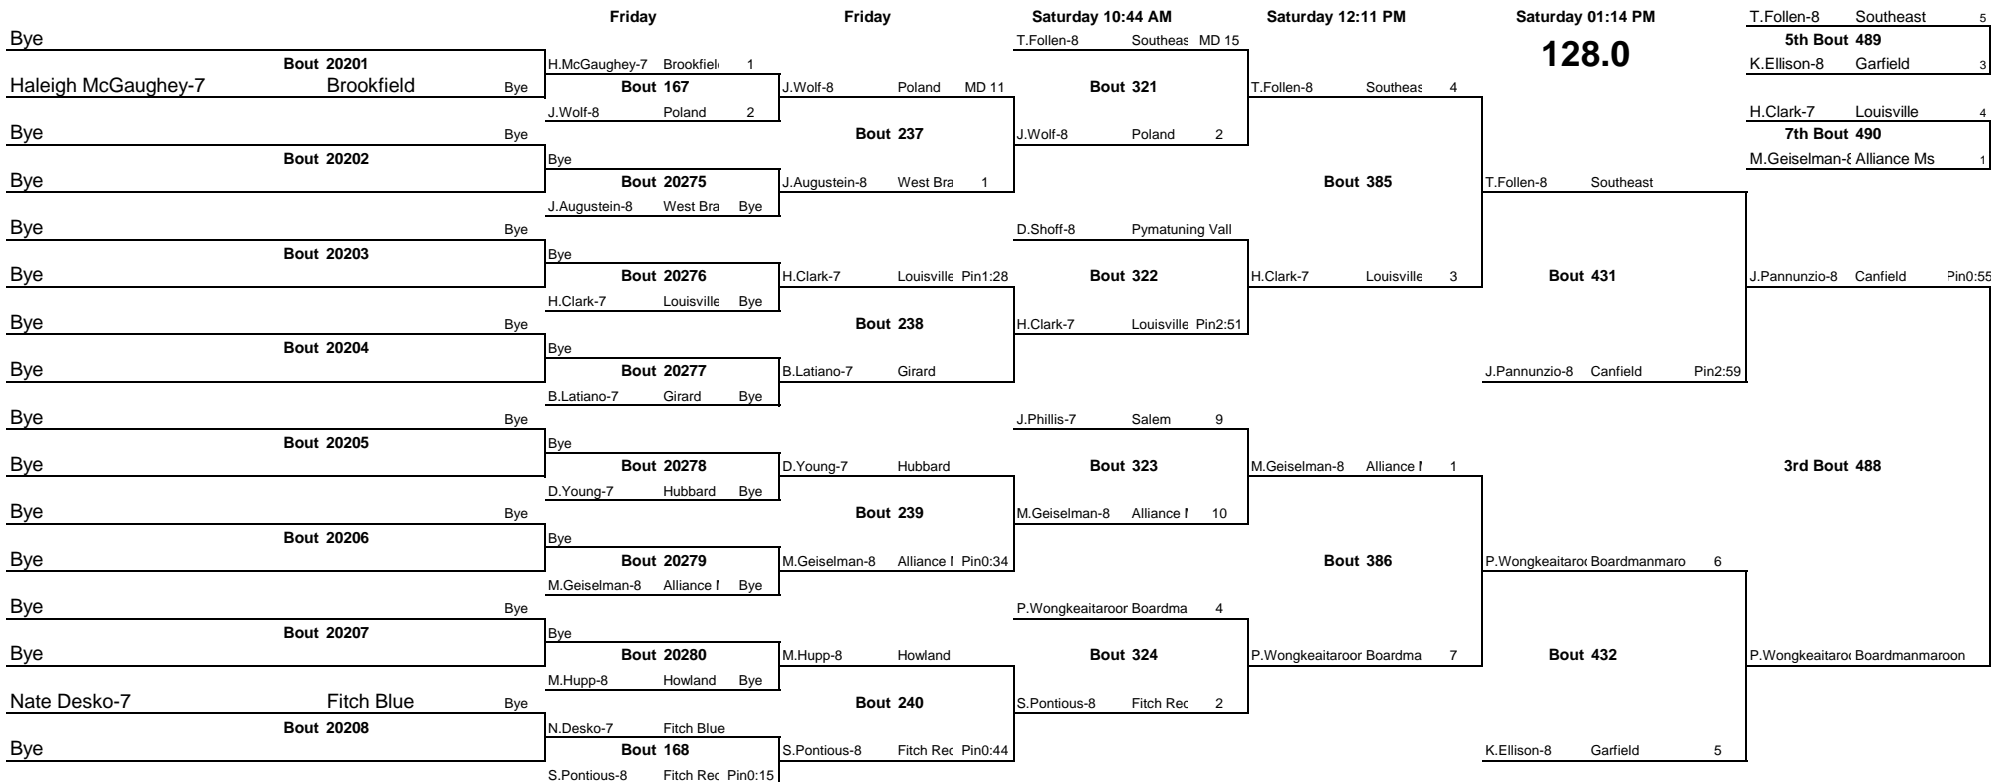 Friday Friday Saturday 10:44 AM Saturday 12:11 PM Saturday 01:14 PM T.Follen-8 Southeast 5
Bye T.Follen-8 Southeas MD 15 128.0 5th Bout 489
Bout 20201 H.McGaughey-7 Brookfiel 1 K.Ellison-8 Garfield 3
Haleigh McGaughey-7 Brookfield Bye Bout 167 J.Wolf-8 Poland MD 11 Bout 321 T.Follen-8 Southeas 4
J.Wolf-8 Poland 2 H.Clark-7 Louisville 4
Bye Bye Bout 237 J.Wolf-8 Poland 2 7th Bout 490
Bout 20202 Bye M.Geiselman-8 Alliance Ms 1
Bye Bout 20275 J.Augustein-8 West Bra 1 Bout 385 T.Follen-8 Southeast
J.Augustein-8 West Bra Bye
Bye Bye D.Shoff-8 Pymatuning Vall
Bout 20203 Bye
Bye Bout 20276 H.Clark-7 Louisville Pin1:28 Bout 322 H.Clark-7 Louisville 3 Bout 431 J.Pannunzio-8 Canfield Pin0:55
H.Clark-7 Louisville Bye
Bye Bye Bout 238 H.Clark-7 Louisville Pin2:51
Bout 20204 Bye
Bye Bout 20277 B.Latiano-7 Girard J.Pannunzio-8 Canfield Pin2:59
B.Latiano-7 Girard Bye
Bye Bye J.Phillis-7 Salem 9
Bout 20205 Bye
Bye Bout 20278 D.Young-7 Hubbard Bout 323 M.Geiselman-8 Alliance 1 3rd Bout 488
D.Young-7 Hubbard Bye
Bye Bye Bout 239 M.Geiselman-8 Alliance 10
Bout 20206 Bye
Bye Bout 20279 M.Geiselman-8 Alliance Pin0:34 Bout 386 P.Wongkeaitaroo Boardmanmaro 6
M.Geiselman-8 Alliance Bye
Bye Bye P.Wongkeaitaroor Boardma 4
Bout 20207 Bye
Bye Bout 20280 M.Hupp-8 Howland Bout 324 P.Wongkeaitaroor Boardma 7 Bout 432 P.Wongkeaitaroo Boardmanmaroon
M.Hupp-8 Howland Bye
Nate Desko-7 Fitch Blue Bye Bout 240 S.Pontious-8 Fitch Red 2
Bout 20208 N.Desko-7 Fitch Blue
Bye Bout 168 S.Pontious-8 Fitch Red Pin0:44 K.Ellison-8 Garfield 5
S.Pontious-8 Fitch Red Pin0:15